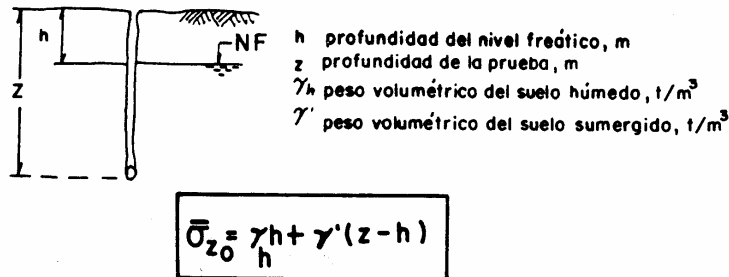 h
NF
Z
h profundidad del nivel freático, m
z profundidad de la prueba, m
γh peso volumétrico del suelo húmedo, t/m³
γ' peso volumétrico del suelo sumergido, t/m³
σ̅z₀ = γₕh + γ'(z-h)